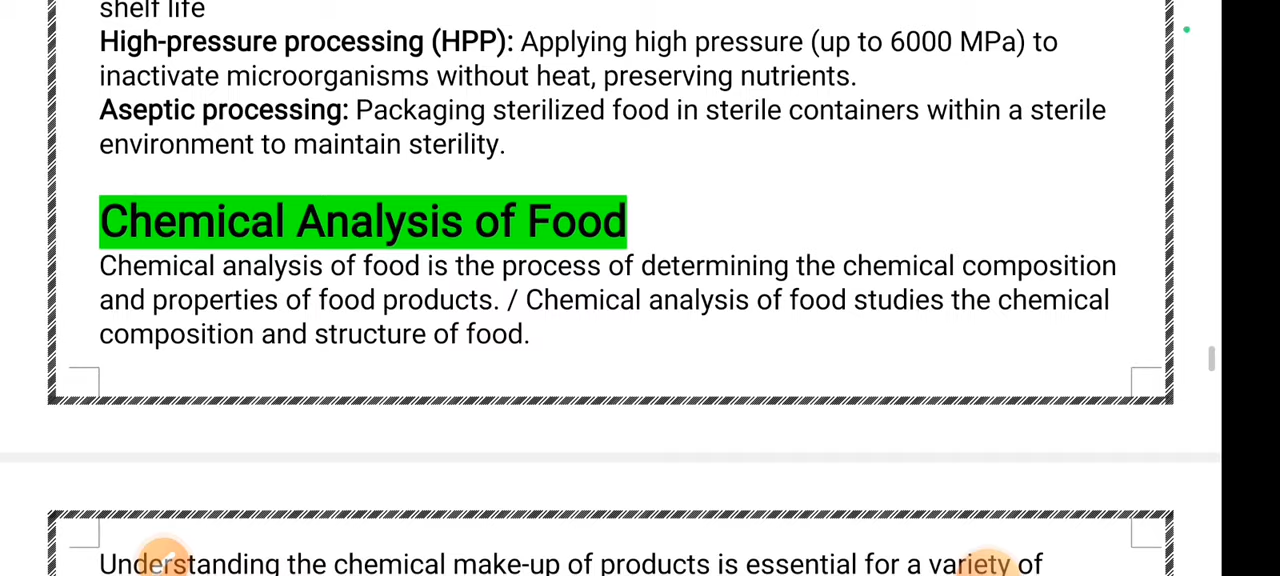 shelf life
High-pressure processing (HPP): Applying high pressure (up to 6000 MPa) to
inactivate microorganisms without heat, preserving nutrients.
Aseptic processing: Packaging sterilized food in sterile containers within a sterile
environment to maintain sterility.
Chemical Analysis of Food
Chemical analysis of food is the process of determining the chemical composition
and properties of food products. / Chemical analysis of food studies the chemical
composition and structure of food.
Understanding the chemical make-up of products is essential for a variety of